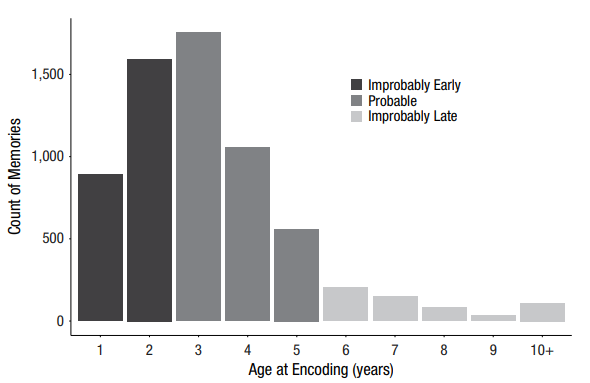 Count of Memories
1,500
1,000
500
0
Improbably Early
Probable
Improbably Late
1 2 3 4 5 6 7 8 9 10+
Age at Encoding (years)